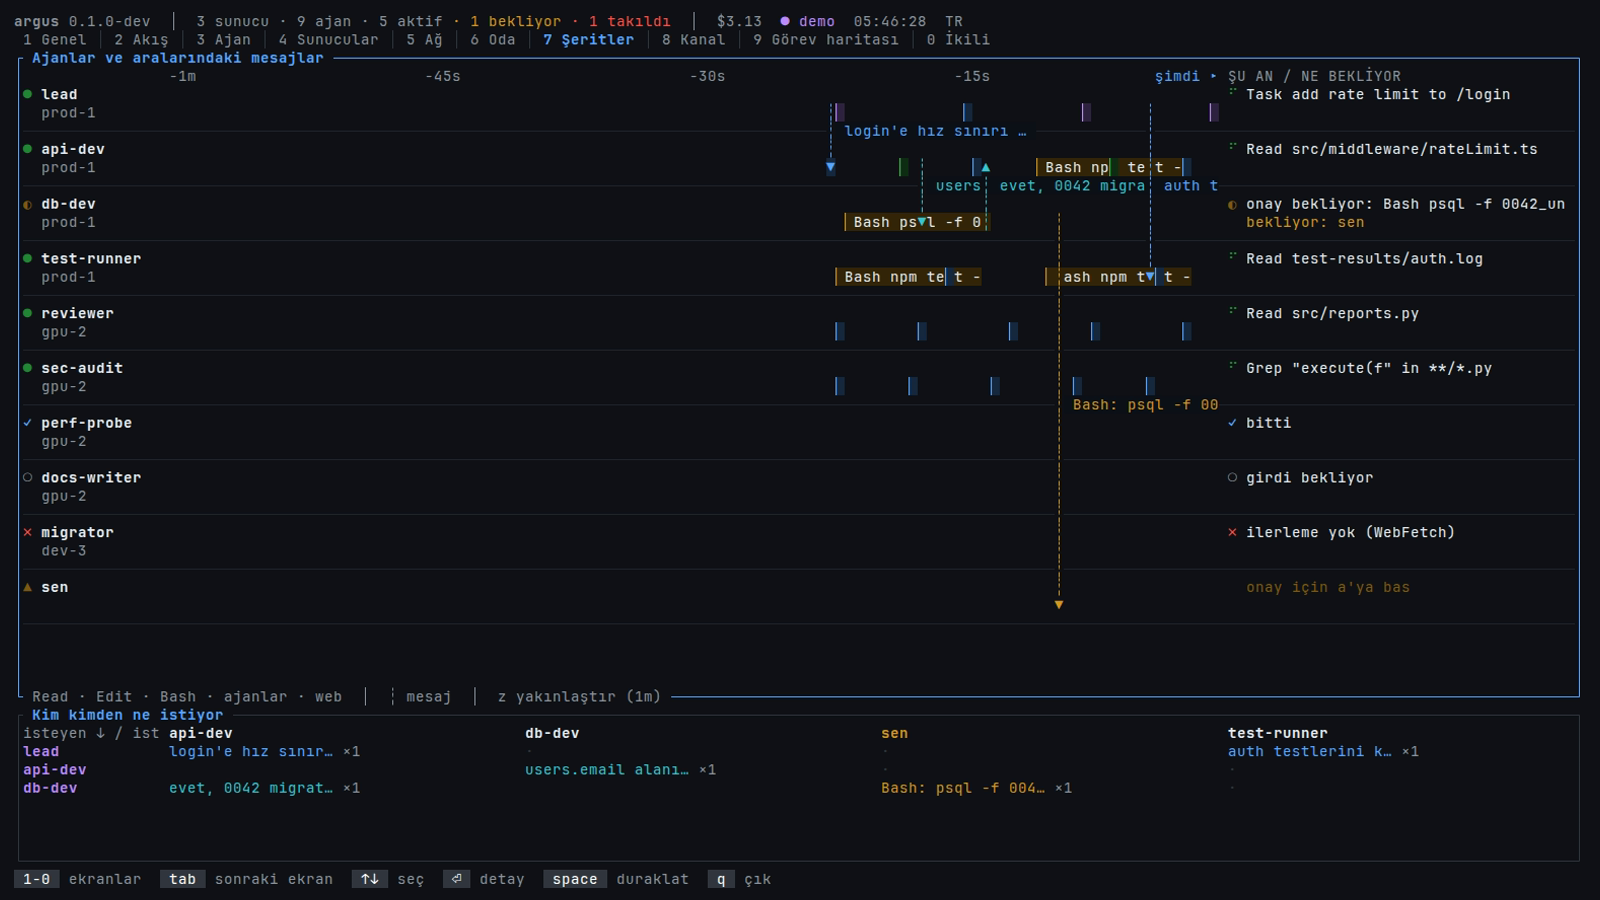 argus 0.1.0-dev │ 3 sunucu · 9 ajan · 5 aktif · 1 bekliyor · 1 takıldı │ $3.13 ● demo 05:46:28 TR
1 Genel │ 2 Akış │ 3 Ajan │ 4 Sunucular │ 5 Ağ │ 6 Oda │ 7 Şeritler │ 8 Kanal │ 9 Görev haritası │ 0 İkili
Ajanlar ve aralarındaki mesajlar
-1m -45s -30s -15s şimdi ▸ ŞU AN / NE BEKLİYOR
● lead Task add rate limit to /login
prod-1
login'e hız sınırı …
● api-dev Read src/middleware/rateLimit.ts
prod-1 Bash np te t -
users evet, 0042 migra auth t
◐ db-dev ◐ onay bekliyor: Bash psql -f 0042_un
prod-1 Bash ps l -f 0 bekliyor: sen
● test-runner Read test-results/auth.log
prod-1 Bash npm te t - ash npm t t -
● reviewer Read src/reports.py
gpu-2
● sec-audit Grep "execute(f" in **/*.py
gpu-2
Bash: psql -f 00
✓ perf-probe ✓ bitti
gpu-2
○ docs-writer ○ girdi bekliyor
gpu-2
✕ migrator ✕ ilerleme yok (WebFetch)
dev-3
▲ sen onay için a'ya bas
Read · Edit · Bash · ajanlar · web │ ┆ mesaj │ z yakınlaştır (1m)
Kim kimden ne istiyor
isteyen ↓ / ist api-dev db-dev sen test-runner
lead login'e hız sınır… ×1 · · auth testlerini k… ×1
api-dev users.email alanı… ×1 · ·
db-dev evet, 0042 migrat… ×1 Bash: psql -f 004… ×1 ·
1-0 ekranlar tab sonraki ekran ↑↓ seç ⏎ detay space duraklat q çık